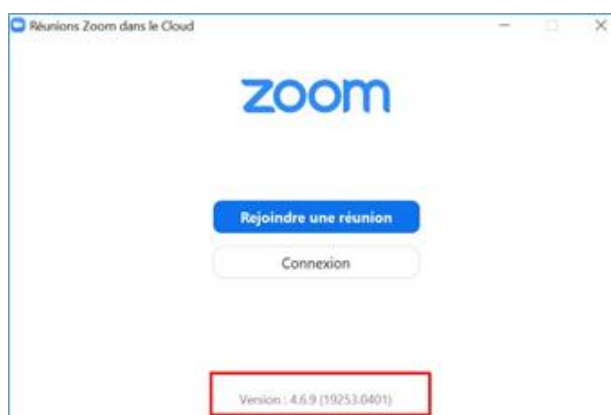 Réunions Zoom dans le Cloud
zoom
Rejoindre une réunion
Connexion
Version : 4.6.9 (19253.0401)